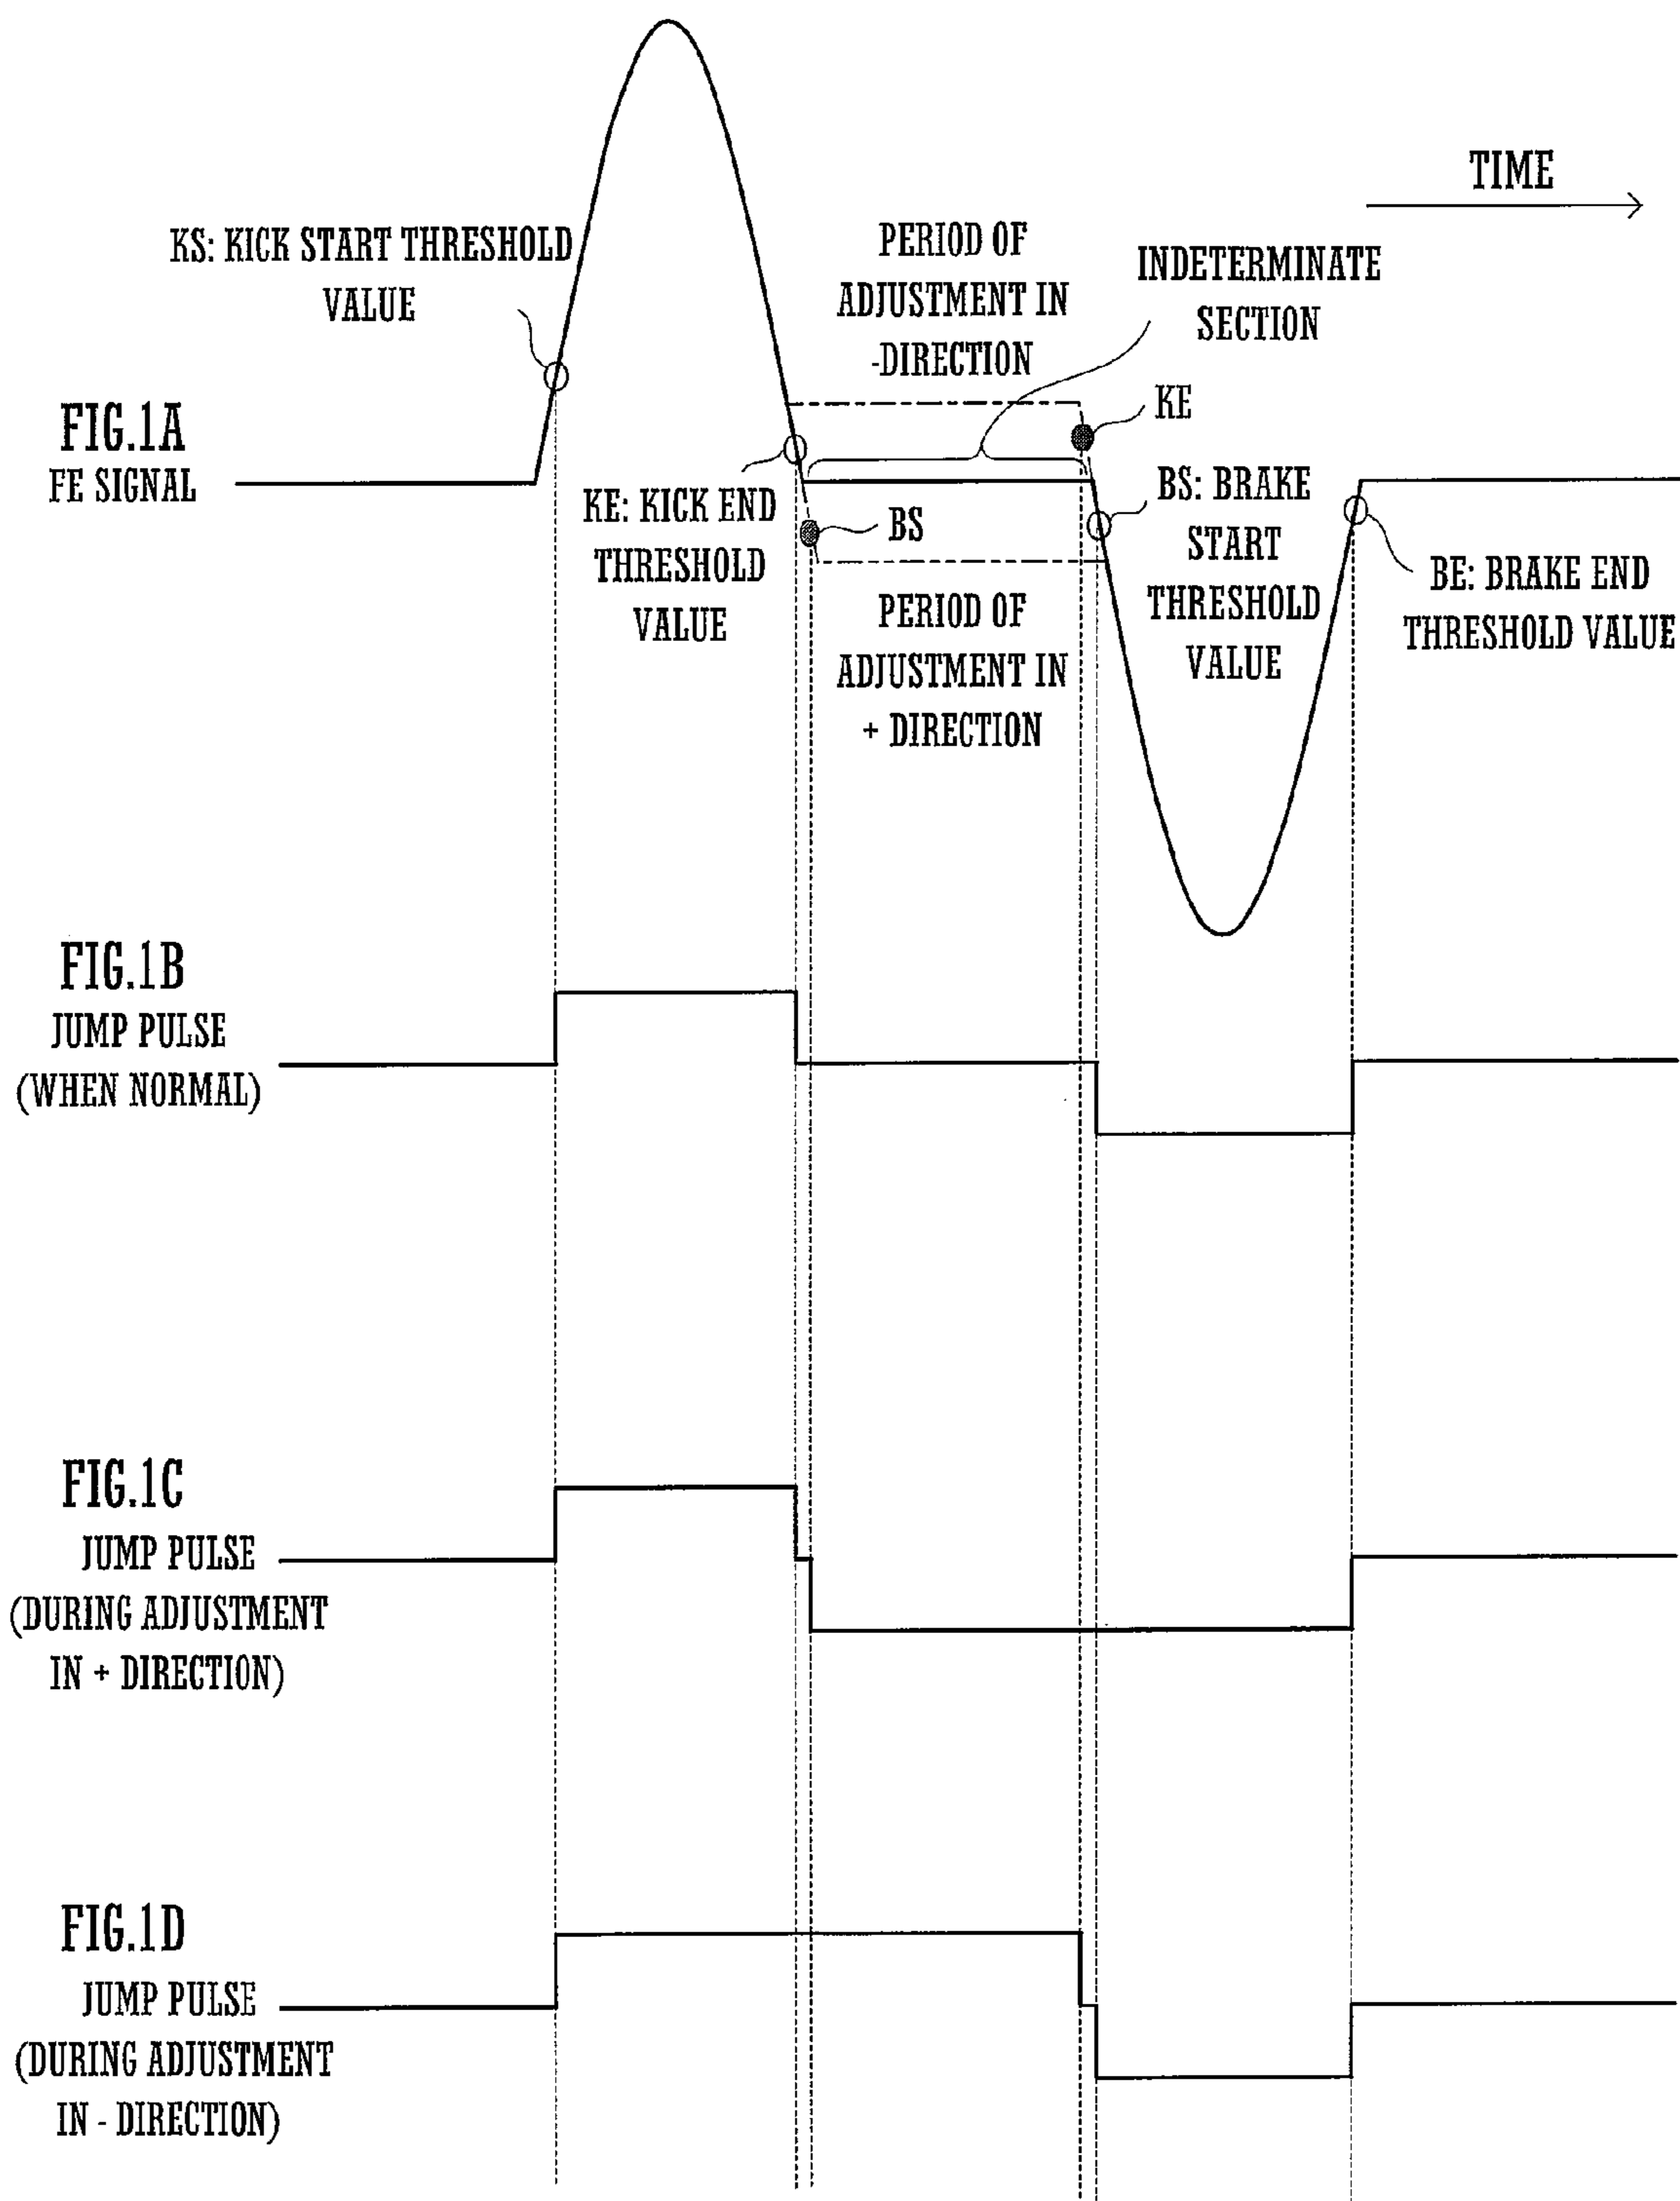 TIME
KS: KICK START THRESHOLD
VALUE
PERIOD OF
ADJUSTMENT IN
-DIRECTION
INDETERMINATE
SECTION
FIG.1A
FE SIGNAL
KE
KE: KICK END
THRESHOLD
VALUE
BS
BS: BRAKE
START
THRESHOLD
VALUE
BE: BRAKE END
THRESHOLD VALUE
PERIOD OF
ADJUSTMENT IN
+ DIRECTION
FIG.1B
JUMP PULSE
(WHEN NORMAL)
FIG.1C
JUMP PULSE
(DURING ADJUSTMENT
IN + DIRECTION)
FIG.1D
JUMP PULSE
(DURING ADJUSTMENT
IN - DIRECTION)